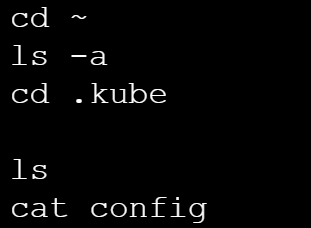 cd ~
ls -a
cd .kube
ls
cat config